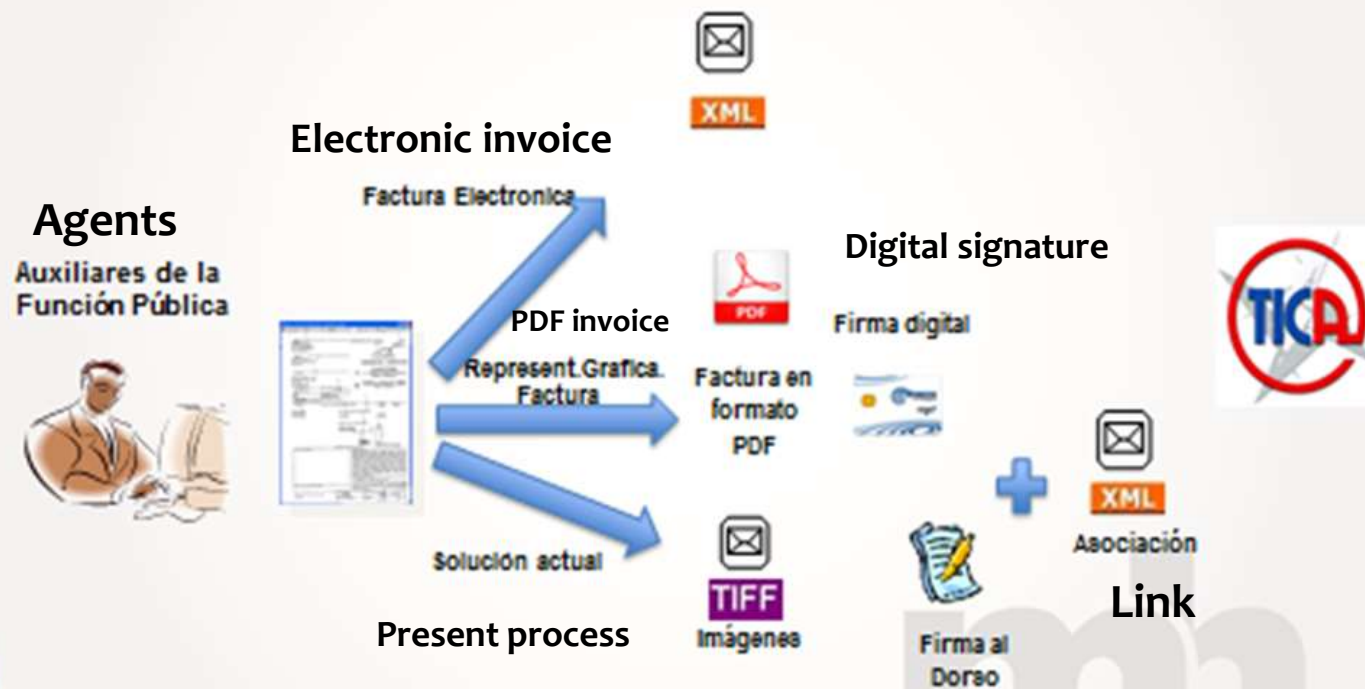 XML
Electronic invoice
Factura Electronica
Agents
Auxiliares de la
Función Pública
Digital signature
PDF
PDF invoice
Firma digital
TICA
Represent.Grafica.
Factura
Factura en
formato
PDF
XML
Asociación
Solución actual
TIFF
Imágenes
Link
Present process
Firma al
Dorso